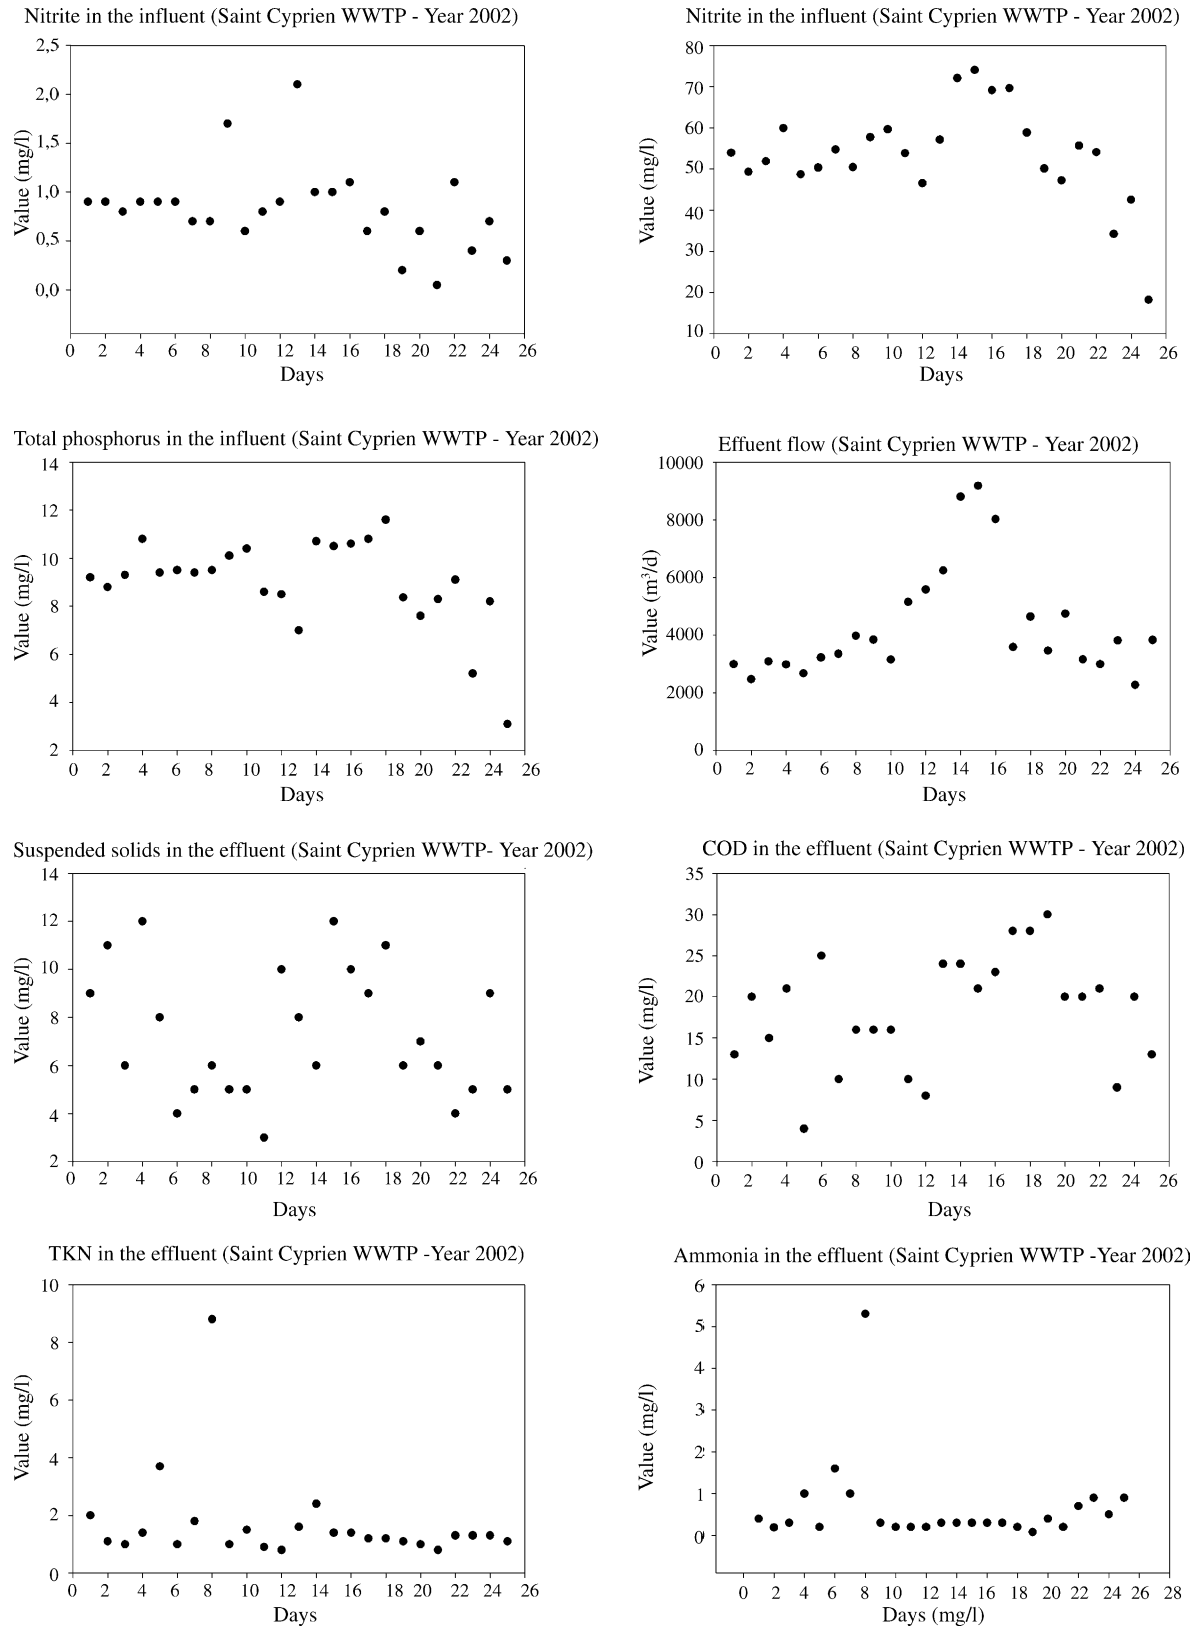 Nitrite in the influent (Saint Cyprien WWTP - Year 2002)
2,5
2,0
1,5
1,0
0,5
0,0
Value (mg/l)
0 2 4 6 8 10 12 14 16 18 20 22 24 26
Days
Nitrite in the influent (Saint Cyprien WWTP - Year 2002)
80
70
60
50
40
30
20
10
Value (mg/l)
0 2 4 6 8 10 12 14 16 18 20 22 24 26
Days
Total phosphorus in the influent (Saint Cyprien WWTP - Year 2002)
14
12
10
8
6
4
2
Value (mg/l)
0 2 4 6 8 10 12 14 16 18 20 22 24 26
Days
Effuent flow (Saint Cyprien WWTP - Year 2002)
10000
8000
6000
4000
2000
0
Value (m³/d)
0 2 4 6 8 10 12 14 16 18 20 22 24 26
Days
Suspended solids in the effluent (Saint Cyprien WWTP- Year 2002)
14
12
10
8
6
4
2
Value (mg/l)
0 2 4 6 8 10 12 14 16 18 20 22 24 26
Days
COD in the effluent (Saint Cyprien WWTP - Year 2002)
35
30
25
20
15
10
5
0
Value (mg/l)
0 2 4 6 8 10 12 14 16 18 20 22 24 26
Days
TKN in the effluent (Saint Cyprien WWTP -Year 2002)
10
8
6
4
2
0
Value (mg/l)
0 2 4 6 8 10 12 14 16 18 20 22 24 26
Days
Ammonia in the effluent (Saint Cyprien WWTP -Year 2002)
6
5
4
3
2
1
0
Value (mg/l)
0 2 4 6 8 10 12 14 16 18 20 22 24 26 28
Days (mg/l)